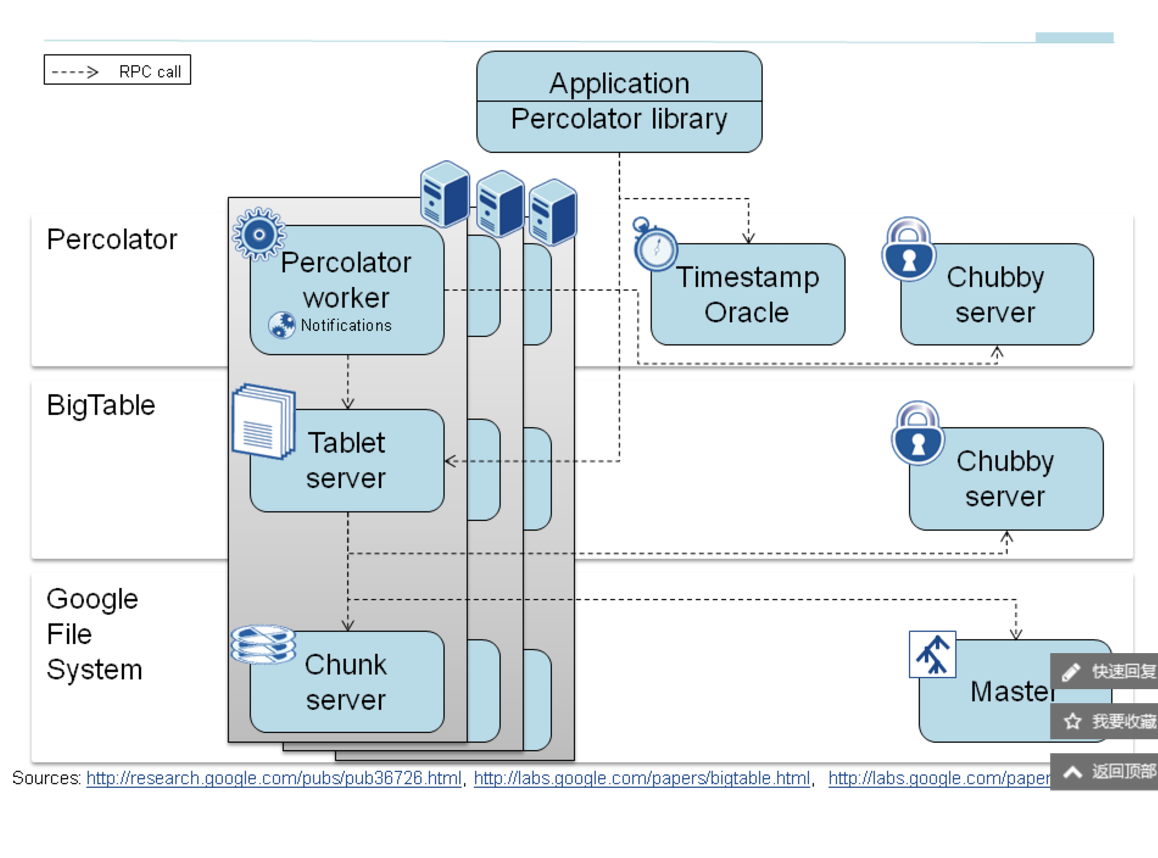 RPC call
Application
Percolator library
Percolator
Percolator
worker
Notifications
Timestamp
Oracle
Chubby
server
BigTable
Tablet
server
Chubby
server
Google
File
System
Chunk
server
Master
快速回复
我要收藏
返回顶部
Sources: http://research.google.com/pubs/pub36726.html, http://labs.google.com/papers/bigtable.html, http://labs.google.com/paper